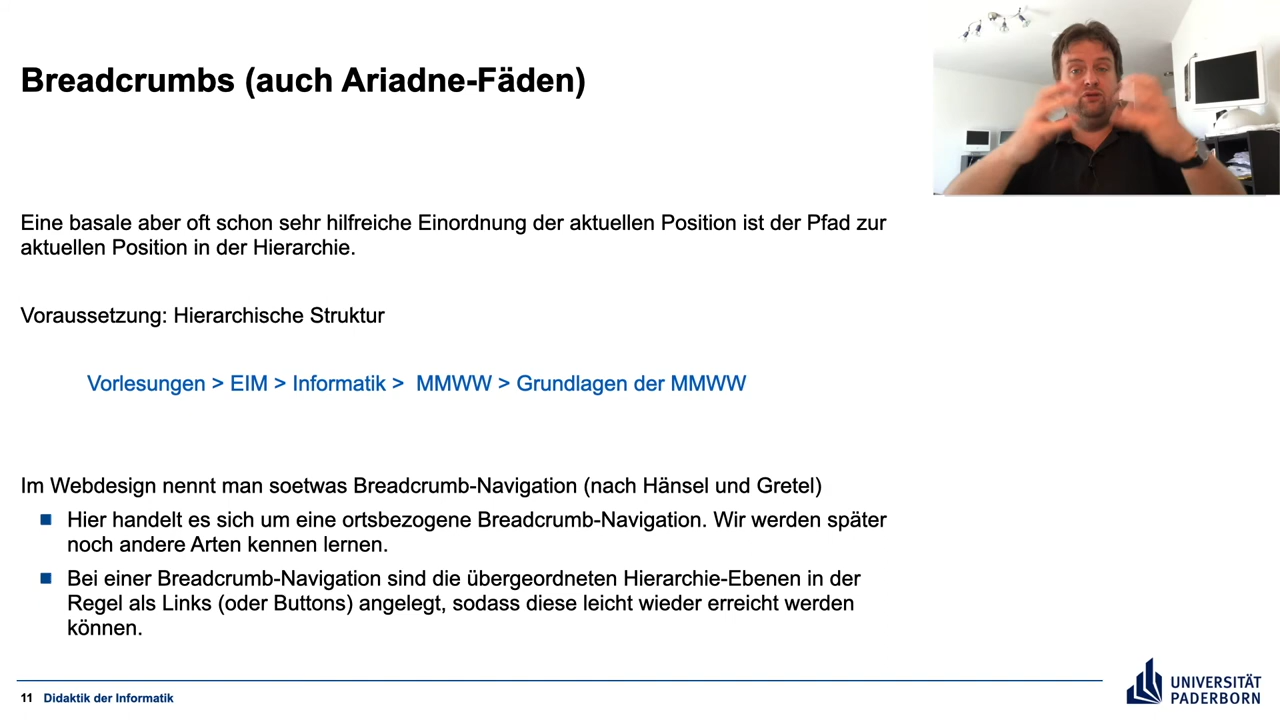 Breadcrumbs (auch Ariadne-Fäden)
Eine basale aber oft schon sehr hilfreiche Einordnung der aktuellen Position ist der Pfad zur
aktuellen Position in der Hierarchie.
Voraussetzung: Hierarchische Struktur
Vorlesungen > EIM > Informatik >  MMWW > Grundlagen der MMWW
Im Webdesign nennt man soetwas Breadcrumb-Navigation (nach Hänsel und Gretel)
Hier handelt es sich um eine ortsbezogene Breadcrumb-Navigation. Wir werden später
noch andere Arten kennen lernen.
Bei einer Breadcrumb-Navigation sind die übergeordneten Hierarchie-Ebenen in der
Regel als Links (oder Buttons) angelegt, sodass diese leicht wieder erreicht werden
können.
11 Didaktik der Informatik
UNIVERSITÄT
PADERBORN